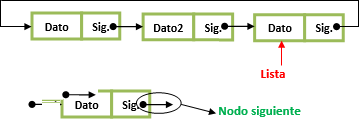 Dato Sig. Dato2 Sig. Dato Sig.
Lista
Dato Sig.
Nodo siguiente